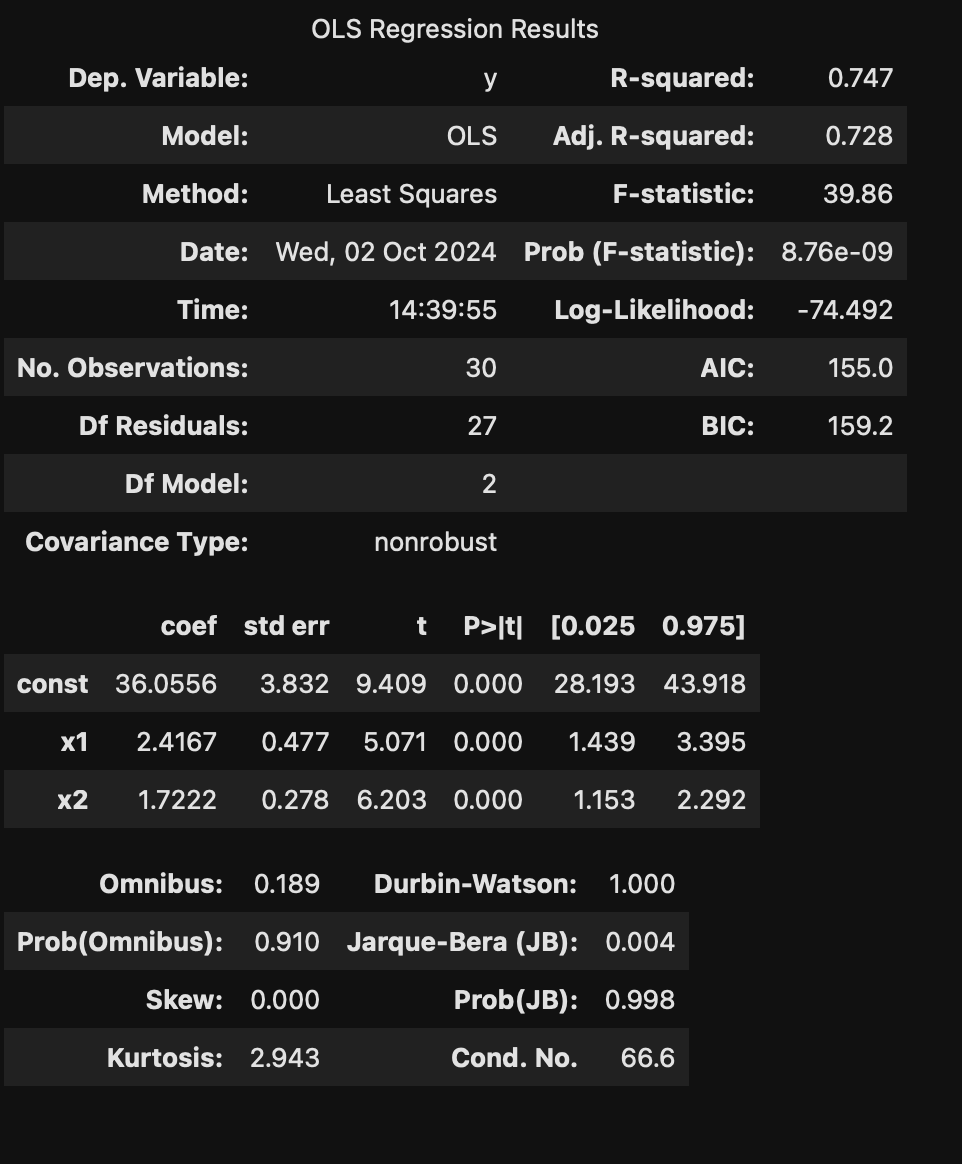 OLS Regression Results
Dep. Variable: y R-squared: 0.747
Model: OLS Adj. R-squared: 0.728
Method: Least Squares F-statistic: 39.86
Date: Wed, 02 Oct 2024 Prob (F-statistic): 8.76e-09
Time: 14:39:55 Log-Likelihood: -74.492
No. Observations: 30 AIC: 155.0
Df Residuals: 27 BIC: 159.2
Df Model: 2
Covariance Type: nonrobust
coef std err t P>|t| [0.025 0.975]
const 36.0556 3.832 9.409 0.000 28.193 43.918
x1 2.4167 0.477 5.071 0.000 1.439 3.395
x2 1.7222 0.278 6.203 0.000 1.153 2.292
Omnibus: 0.189 Durbin-Watson: 1.000
Prob(Omnibus): 0.910 Jarque-Bera (JB): 0.004
Skew: 0.000 Prob(JB): 0.998
Kurtosis: 2.943 Cond. No. 66.6